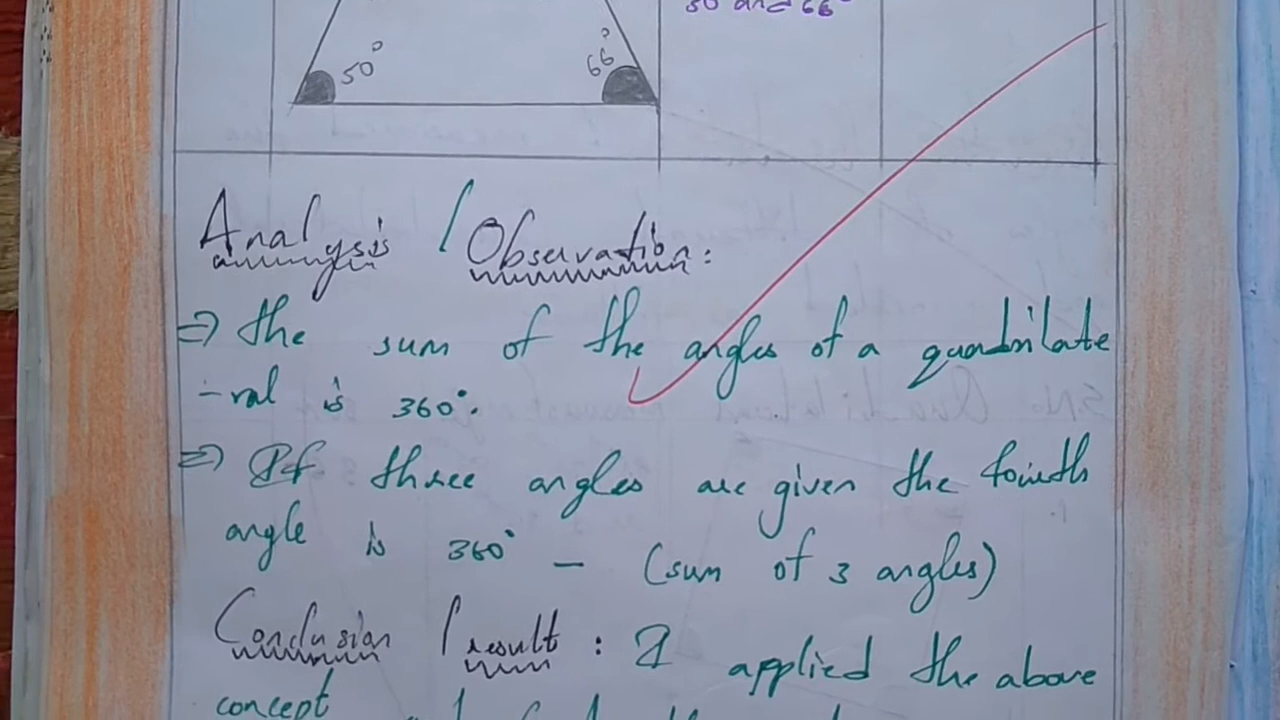 50 and 66°
50°
66°
Analysis / Observation:
⇒ the sum of the angles of a quadrilate
-ral is 360°.
⇒ If three angles are given the fourth
angle is 360° - (sum of 3 angles)
Conclusion / result : I applied the above
concept